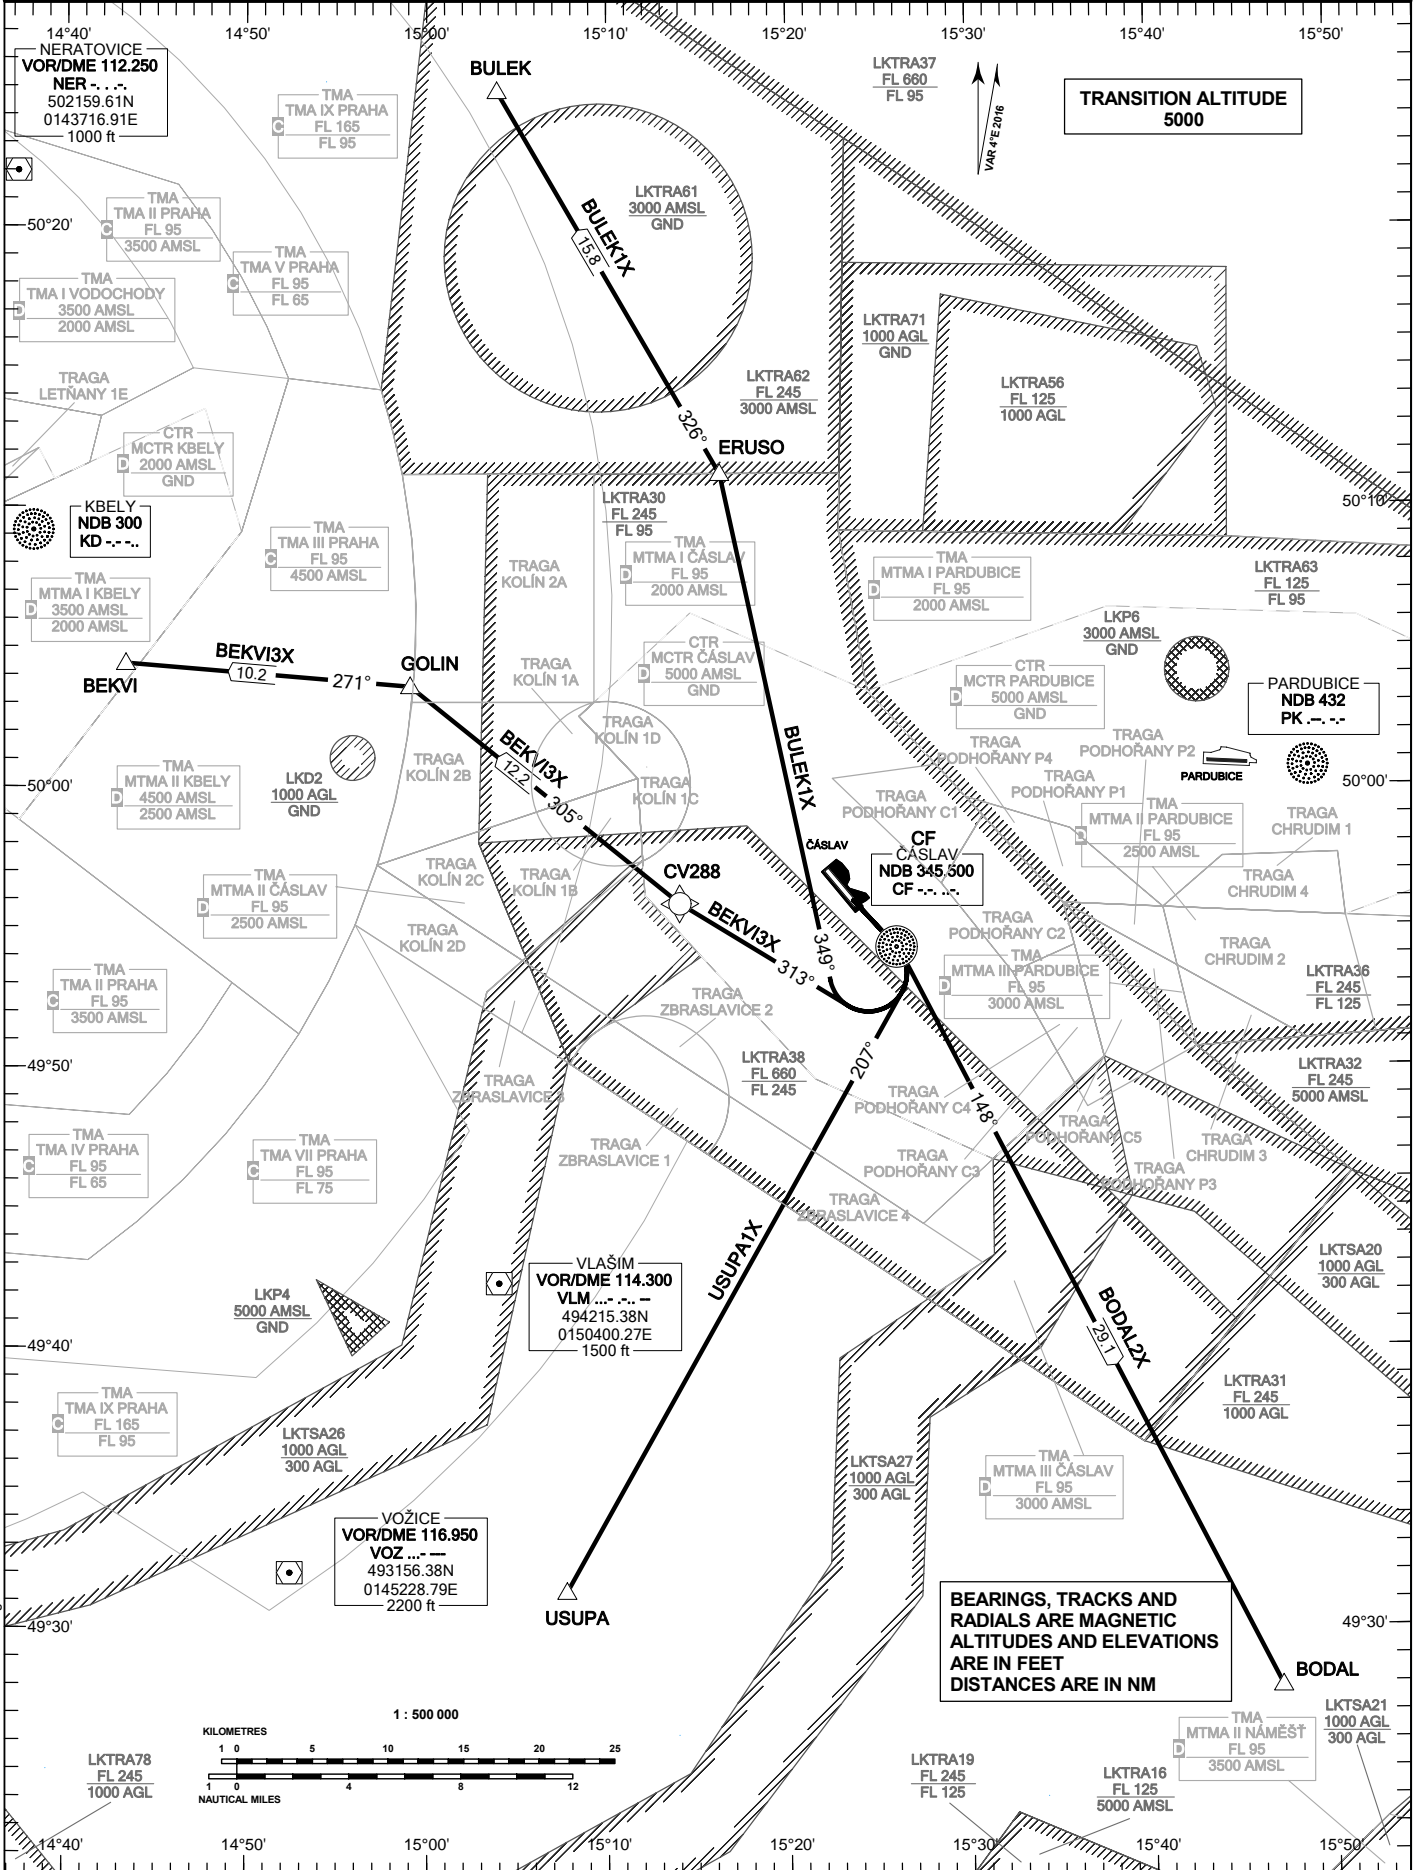 14°40'
14°50'
15°00'
15°10'
15°20'
15°30'
15°40'
15°50'
NERATOVICE
VOR/DME 112.250
NER -. . .-.
502159.61N
0143716.91E
1000 ft
TMA
TMA IX PRAHA
C
FL 165
FL 95
BULEK
LKTRA37
FL 660
FL 95
VAR 4°E 2016
TRANSITION ALTITUDE
5000
TMA
TMA II PRAHA
C
FL 95
3500 AMSL
50°20'
TMA
TMA V PRAHA
C
FL 95
FL 65
TMA
TMA I VODOCHODY
D
3500 AMSL
2000 AMSL
LKTRA61
3000 AMSL
GND
BULEK1X
15.8
LKTRA71
1000 AGL
GND
TRAGA
LETŇANY 1E
LKTRA62
FL 245
3000 AMSL
LKTRA56
FL 125
1000 AGL
CTR
MCTR KBELY
D
2000 AMSL
GND
326°
ERUSO
KBELY
NDB 300
KD -.- -..
LKTRA30
FL 245
FL 95
50°10'
TMA
TMA III PRAHA
C
FL 95
4500 AMSL
TRAGA
KOLÍN 2A
TMA
MTMA I ČÁSLAV
D
FL 95
2000 AMSL
TMA
MTMA I PARDUBICE
D
FL 95
2000 AMSL
LKTRA63
FL 125
FL 95
TMA
MTMA I KBELY
D
3500 AMSL
2000 AMSL
LKP6
3000 AMSL
GND
BEKVI3X
10.2
271°
BEKVI
GOLIN
TRAGA
KOLÍN 1A
CTR
MCTR ČÁSLAV
D
5000 AMSL
GND
CTR
MCTR PARDUBICE
D
5000 AMSL
GND
PARDUBICE
NDB 432
PK .--. -.-
TRAGA
KOLÍN 1D
TRAGA
PODHOŘANY P4
TRAGA
PODHOŘANY P2
PARDUBICE
50°00'
50°00'
TRAGA
KOLÍN 2B
BEKVI3X
12.2
305°
BULEK1X
LKD2
1000 AGL
GND
TMA
MTMA II KBELY
D
4500 AMSL
2500 AMSL
TRAGA
KOLÍN 1C
TRAGA
PODHOŘANY C1
TRAGA
PODHOŘANY P1
TMA
MTMA II PARDUBICE
D
FL 95
2500 AMSL
TRAGA
CHRUDIM 1
ČÁSLAV
CF
ČÁSLAV
NDB 345,500
CF -.-. ..-.
TRAGA
KOLÍN 2C
TRAGA
KOLÍN 1B
CV288
TRAGA
CHRUDIM 4
TMA
MTMA II ČÁSLAV
D
FL 95
2500 AMSL
TRAGA
KOLÍN 2D
BEKVI3X
313°
349°
TRAGA
PODHOŘANY C2
TRAGA
CHRUDIM 2
TMA
TMA II PRAHA
C
FL 95
3500 AMSL
TMA
MTMA III PARDUBICE
D
FL 95
3000 AMSL
LKTRA36
FL 245
FL 125
TRAGA
ZBRASLAVICE 2
49°50'
TRAGA
ZBRASLAVICE 3
LKTRA38
FL 660
FL 245
207°
LKTRA32
FL 245
5000 AMSL
TRAGA
PODHOŘANY C4
148°
TRAGA
PODHOŘANY C5
TRAGA
CHRUDIM 3
TMA
TMA IV PRAHA
C
FL 95
FL 65
TMA
TMA VII PRAHA
C
FL 95
FL 75
TRAGA
ZBRASLAVICE 1
TRAGA
PODHOŘANY C3
TRAGA
PODHOŘANY P3
TRAGA
ZBRASLAVICE 4
USUPA1X
LKTSA20
1000 AGL
300 AGL
VLAŠIM
VOR/DME 114.300
VLM ...- .-.. --
494215.38N
0150400.27E
1500 ft
LKP4
5000 AMSL
GND
BODAL2X
29.1
49°40'
LKTRA31
FL 245
1000 AGL
TMA
TMA IX PRAHA
C
FL 165
FL 95
LKTSA26
1000 AGL
300 AGL
LKTSA27
1000 AGL
300 AGL
TMA
MTMA III ČÁSLAV
D
FL 95
3000 AMSL
VOŽICE
VOR/DME 116.950
VOZ ...- ---
493156.38N
0145228.79E
2200 ft
USUPA
49°30'
49°30'
BEARINGS, TRACKS AND
RADIALS ARE MAGNETIC
ALTITUDES AND ELEVATIONS
ARE IN FEET
DISTANCES ARE IN NM
BODAL
1 : 500 000
KILOMETRES
1 0 5 10 15 20 25
1 0 4 8 12
NAUTICAL MILES
LKTSA21
1000 AGL
300 AGL
TMA
MTMA II NÁMĚŠŤ
D
FL 95
3500 AMSL
LKTRA78
FL 245
1000 AGL
LKTRA19
FL 245
FL 125
LKTRA16
FL 125
5000 AMSL
14°40'
14°50'
15°00'
15°10'
15°20'
15°30'
15°40'
15°50'